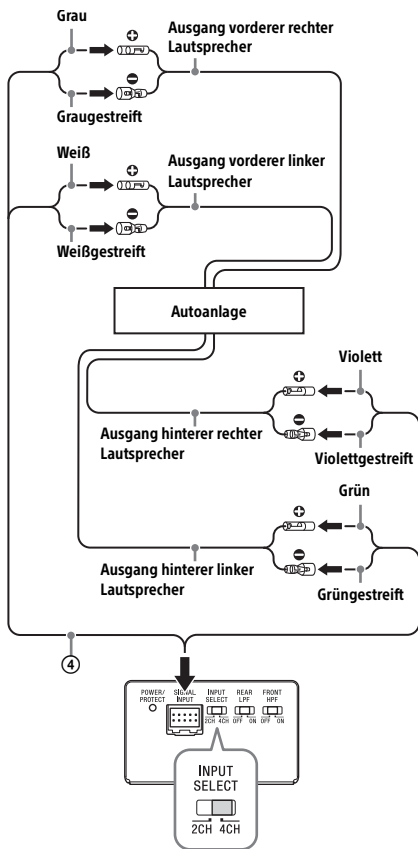 Grau
Ausgang vorderer rechter
Lautsprecher
Graugestreift
Weiß
Ausgang vorderer linker
Lautsprecher
Weißgestreift
Autoanlage
Violett
Ausgang hinterer rechter
Lautsprecher
Violettgestreift
Grün
Ausgang hinterer linker
Lautsprecher
Grüngestreift
④
POWER/
PROTECT
SIGNAL
INPUT
INPUT
SELECT
2CH 4CH
REAR
LPF
OFF ON
FRONT
HPF
OFF ON
INPUT
SELECT
2CH 4CH